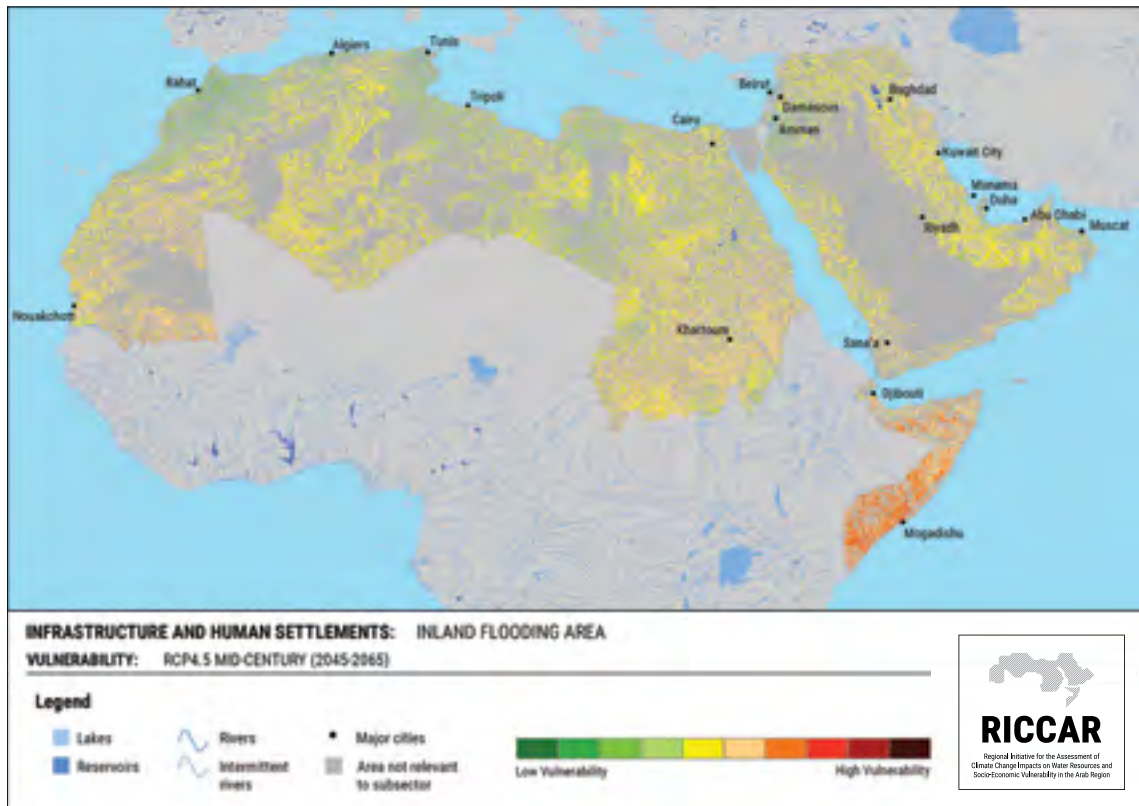 Algiers
Tunis
Rabat
Tripoli
Beirut
Baghdad
Damascus
Cairo
Amman
Kuwait City
Manama
Doha
Abu Dhabi
Riyadh
Muscat
Nouakchott
Khartoum
Sana'a
Djibouti
Mogadishu
INFRASTRUCTURE AND HUMAN SETTLEMENTS: INLAND FLOODING AREA
VULNERABILITY: RCP4.5 MID-CENTURY (2045-2065)
Legend
Lakes
Rivers
Major cities
Reservoirs
Intermittent
rivers
Area not relevant
to subsector
Low Vulnerability
High Vulnerability
RICCAR
Regional Initiative for the Assessment of
Climate Change Impacts on Water Resources and
Socio-Economic Vulnerability in the Arab Region